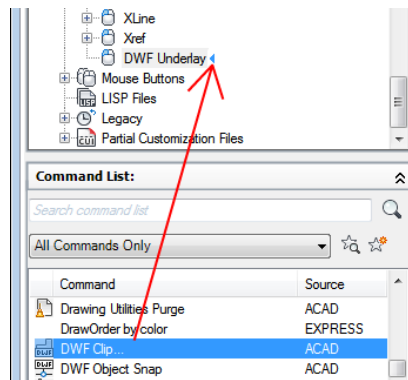 XLine
Xref
DWF Underlay
Mouse Buttons
LISP Files
Legacy
Partial Customization Files
Command List:
Search command list
All Commands Only
Command Source
Drawing Utilities Purge ACAD
DrawOrder by color EXPRESS
DWF Clip... ACAD
DWF Object Snap ACAD